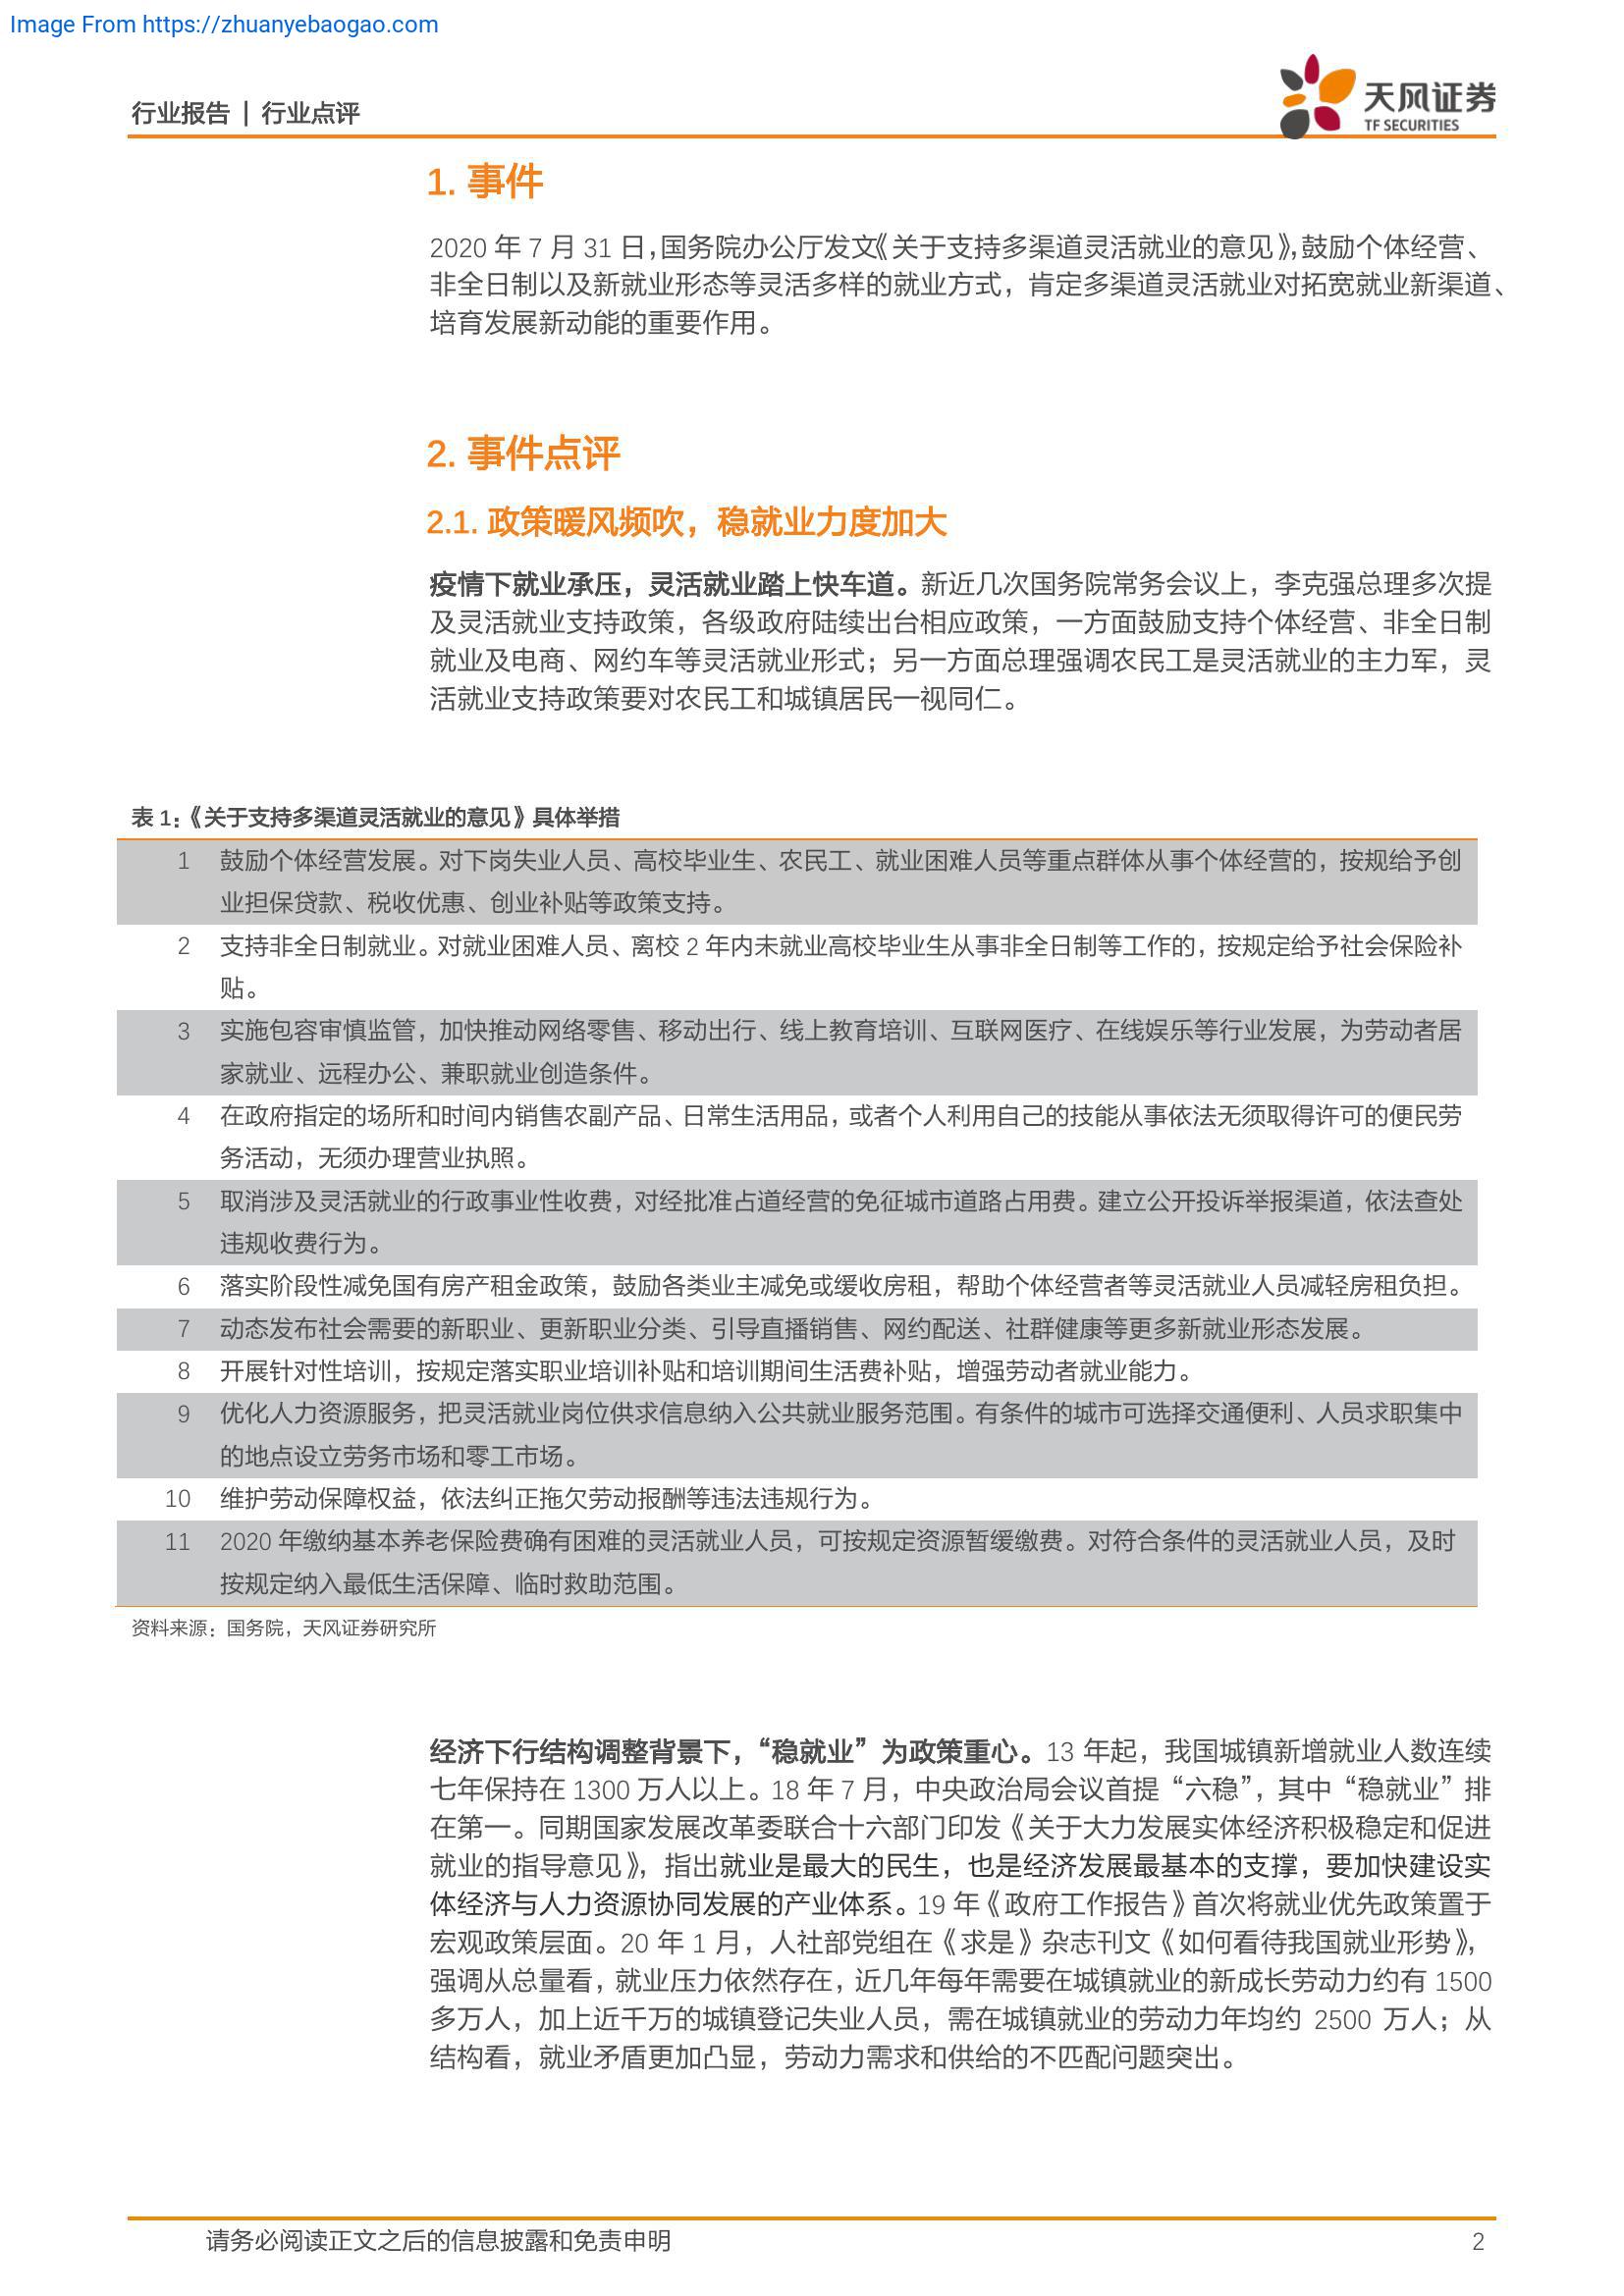 Image From https://zhuanyebaogao.com
行业报告 | 行业点评
天风证券
TF SECURITIES
1. 事件
2020 年 7 月 31 日，国务院办公厅发文《关于支持多渠道灵活就业的意见》，鼓励个体经营、
非全日制以及新就业形态等灵活多样的就业方式，肯定多渠道灵活就业对拓宽就业新渠道、
培育发展新动能的重要作用。
2. 事件点评
2.1. 政策暖风频吹，稳就业力度加大
疫情下就业承压，灵活就业踏上快车道。新近几次国务院常务会议上，李克强总理多次提
及灵活就业支持政策，各级政府陆续出台相应政策，一方面鼓励支持个体经营、非全日制
就业及电商、网约车等灵活就业形式；另一方面总理强调农民工是灵活就业的主力军，灵
活就业支持政策要对农民工和城镇居民一视同仁。
表 1：《关于支持多渠道灵活就业的意见》具体举措
1 鼓励个体经营发展。对下岗失业人员、高校毕业生、农民工、就业困难人员等重点群体从事个体经营的，按规给予创
业担保贷款、税收优惠、创业补贴等政策支持。
2 支持非全日制就业。对就业困难人员、离校 2 年内未就业高校毕业生从事非全日制等工作的，按规定给予社会保险补
贴。
3 实施包容审慎监管，加快推动网络零售、移动出行、线上教育培训、互联网医疗、在线娱乐等行业发展，为劳动者居
家就业、远程办公、兼职就业创造条件。
4 在政府指定的场所和时间内销售农副产品、日常生活用品，或者个人利用自己的技能从事依法无须取得许可的便民劳
务活动，无须办理营业执照。
5 取消涉及灵活就业的行政事业性收费，对经批准占道经营的免征城市道路占用费。建立公开投诉举报渠道，依法查处
违规收费行为。
6 落实阶段性减免国有房产租金政策，鼓励各类业主减免或缓收房租，帮助个体经营者等灵活就业人员减轻房租负担。
7 动态发布社会需要的新职业、更新职业分类、引导直播销售、网约配送、社群健康等更多新就业形态发展。
8 开展针对性培训，按规定落实职业培训补贴和培训期间生活费补贴，增强劳动者就业能力。
9 优化人力资源服务，把灵活就业岗位供求信息纳入公共就业服务范围。有条件的城市可选择交通便利、人员求职集中
的地点设立劳务市场和零工市场。
10 维护劳动保障权益，依法纠正拖欠劳动报酬等违法违规行为。
11 2020 年缴纳基本养老保险费确有困难的灵活就业人员，可按规定资源暂缓缴费。对符合条件的灵活就业人员，及时
按规定纳入最低生活保障、临时救助范围。
资料来源：国务院，天风证券研究所
经济下行结构调整背景下，“稳就业”为政策重心。13 年起，我国城镇新增就业人数连续
七年保持在 1300 万人以上。18 年 7 月，中央政治局会议首提“六稳”，其中“稳就业”排
在第一。同期国家发展改革委联合十六部门印发《关于大力发展实体经济积极稳定和促进
就业的指导意见》，指出就业是最大的民生，也是经济发展最基本的支撑，要加快建设实
体经济与人力资源协同发展的产业体系。19 年《政府工作报告》首次将就业优先政策置于
宏观政策层面。20 年 1 月，人社部党组在《求是》杂志刊文《如何看待我国就业形势》，
强调从总量看，就业压力依然存在，近几年每年需要在城镇就业的新成长劳动力约有 1500
多万人，加上近千万的城镇登记失业人员，需在城镇就业的劳动力年均约 2500 万人；从
结构看，就业矛盾更加凸显，劳动力需求和供给的不匹配问题突出。
请务必阅读正文之后的信息披露和免责申明 2